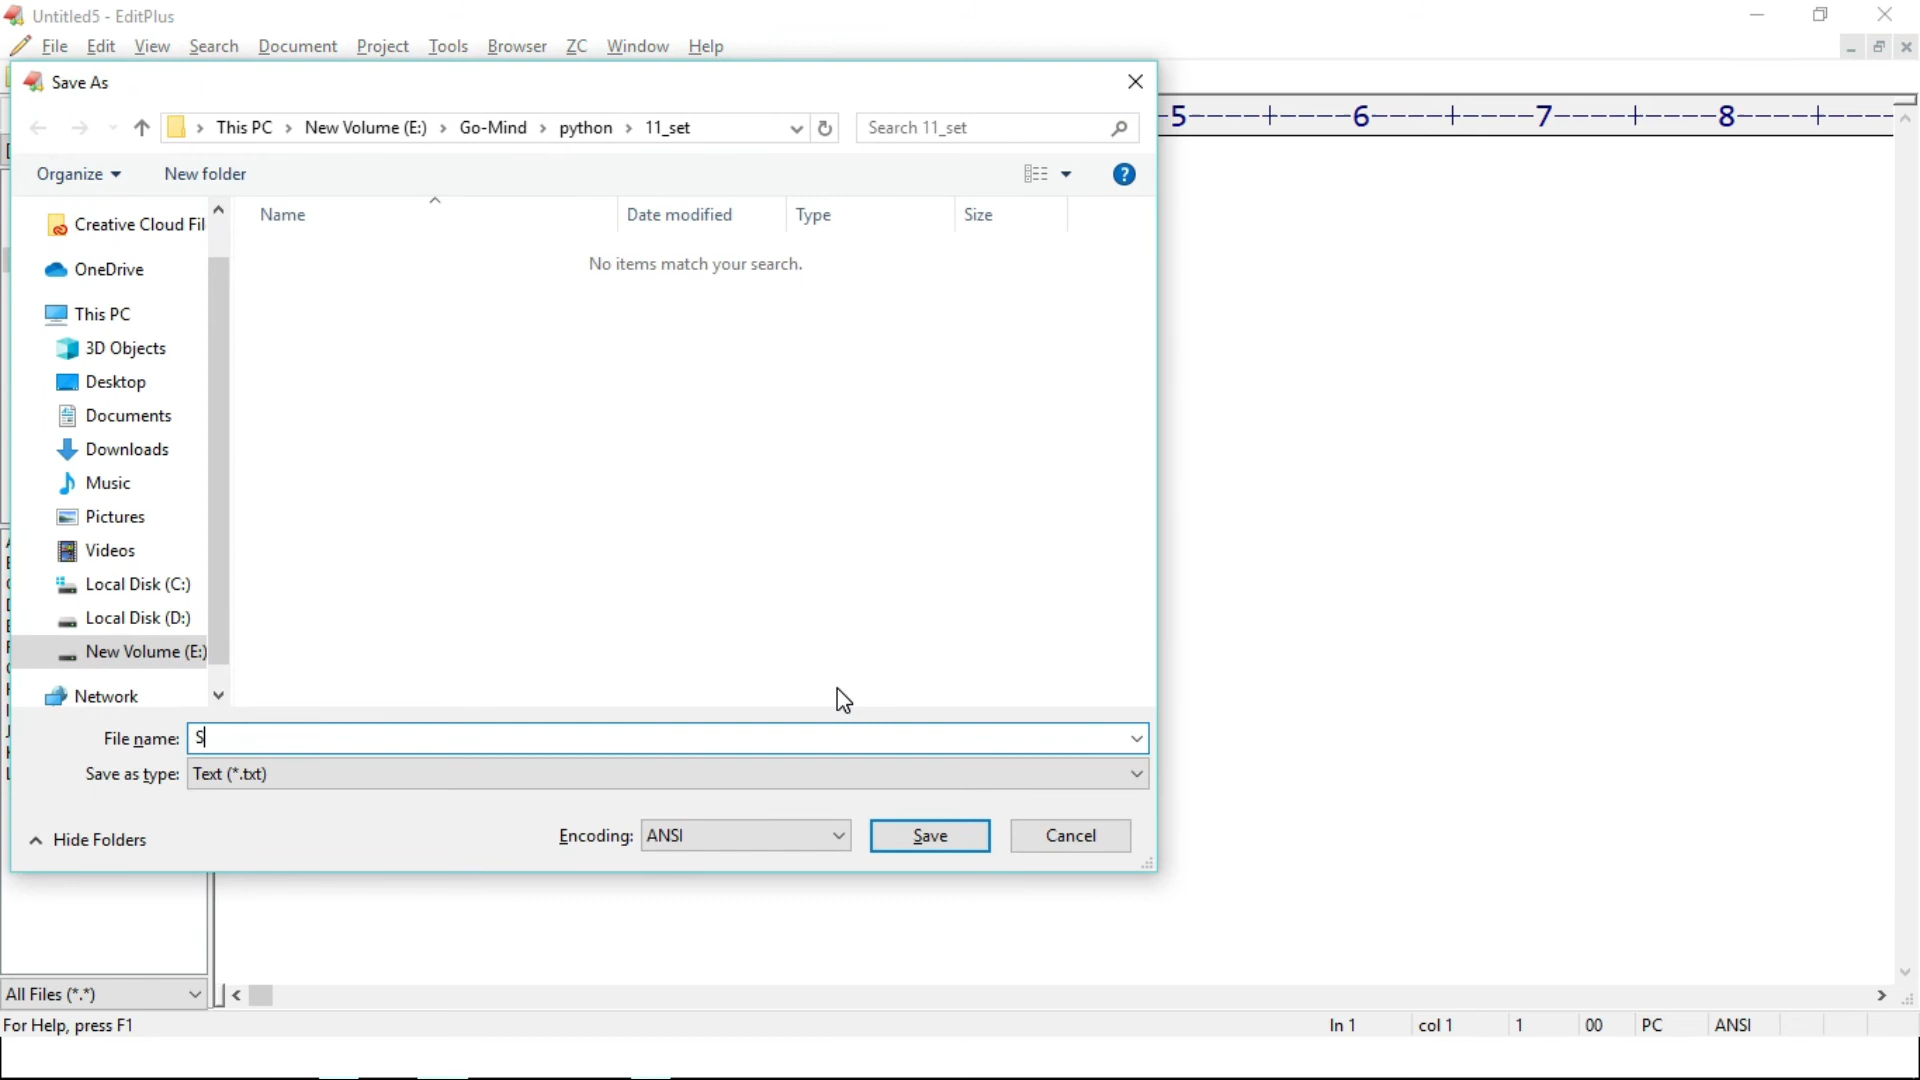 Untitled5 - EditPlus
File Edit View Search Document Project Tools Browser ZC Window Help
Save As
This PC New Volume (E:) Go-Mind python 11_set Search 11_set
-5----+----6----+----7----+----8----+----
Organize New folder ?
Name Date modified Type Size
No items match your search.
Creative Cloud Fil
OneDrive
This PC
3D Objects
Desktop
Documents
Downloads
Music
Pictures
Videos
Local Disk (C:)
Local Disk (D:)
New Volume (E:)
Network
File name: S
Save as type: Text (*.txt)
Hide Folders Encoding: ANSI Save Cancel
All Files (*.*)
For Help, press F1 ln 1 col 1 1 00 PC ANSI